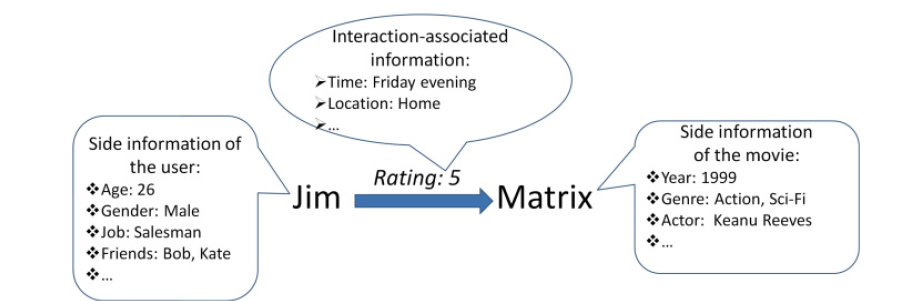 Interaction-associated
information:
➢Time: Friday evening
➢Location: Home
➢...
Side information of
the user:
❖Age: 26
❖Gender: Male
❖Job: Salesman
❖Friends: Bob, Kate
❖...
Jim
Rating: 5
Matrix
Side information
of the movie:
❖Year: 1999
❖Genre: Action, Sci-Fi
❖Actor: Keanu Reeves
❖...